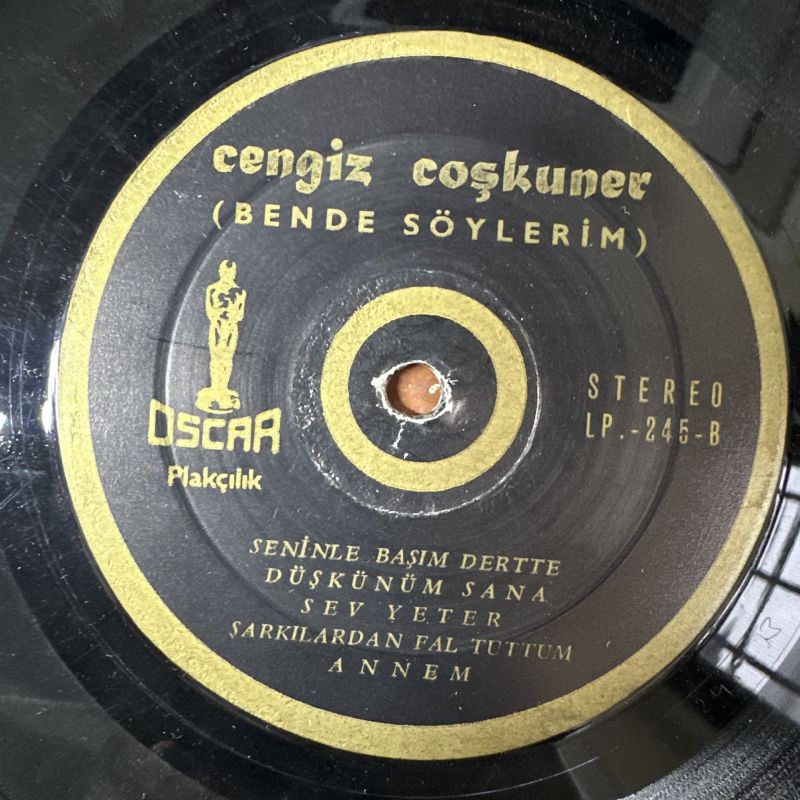 cengiz coşkuner
(BENDE SÖYLERİM)
OSCAR
Plakçılık
STEREO
LP.-245-B
SENİNLE BAŞIM DERTTE
DÜŞKÜNÜM SANA
SEV YETER
ŞARKILARDAN FAL TUTTUM
ANNEM